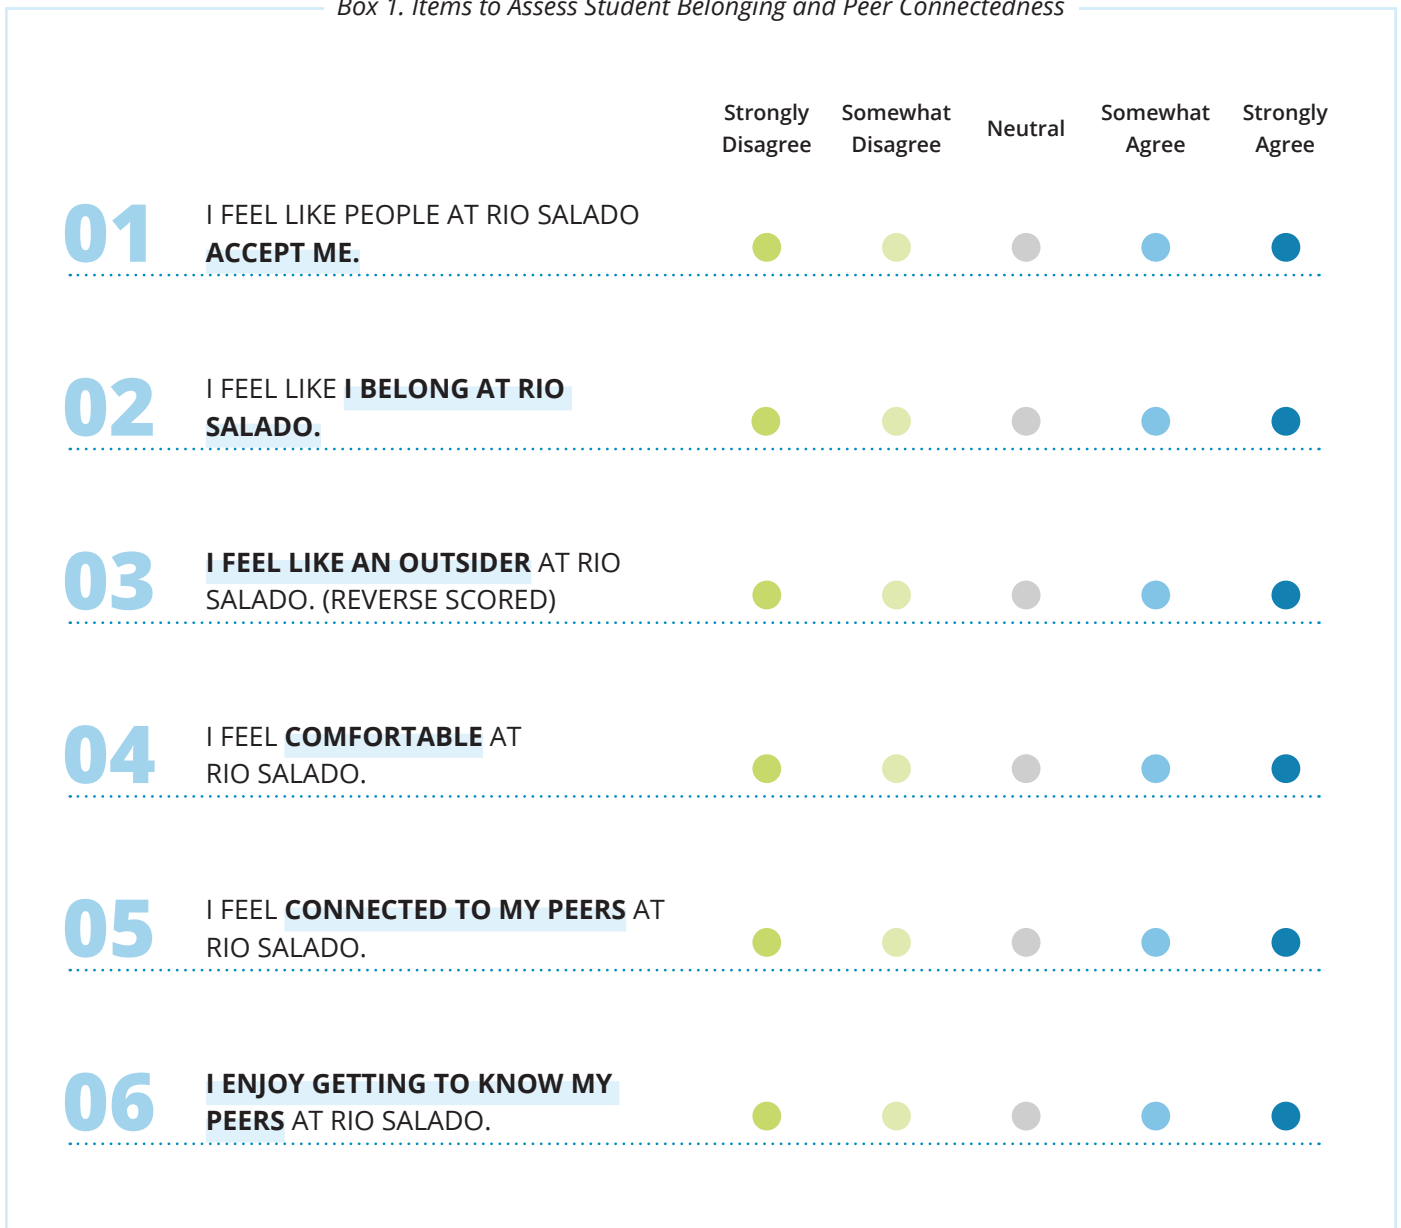 Box 1. Items to Assess Student Belonging and Peer Connectedness
Strongly Disagree
Somewhat Disagree
Neutral
Somewhat Agree
Strongly Agree
01
I FEEL LIKE PEOPLE AT RIO SALADO
ACCEPT ME.
02
I FEEL LIKE I BELONG AT RIO
SALADO.
03
I FEEL LIKE AN OUTSIDER AT RIO
SALADO. (REVERSE SCORED)
04
I FEEL COMFORTABLE AT
RIO SALADO.
05
I FEEL CONNECTED TO MY PEERS AT
RIO SALADO.
06
I ENJOY GETTING TO KNOW MY
PEERS AT RIO SALADO.